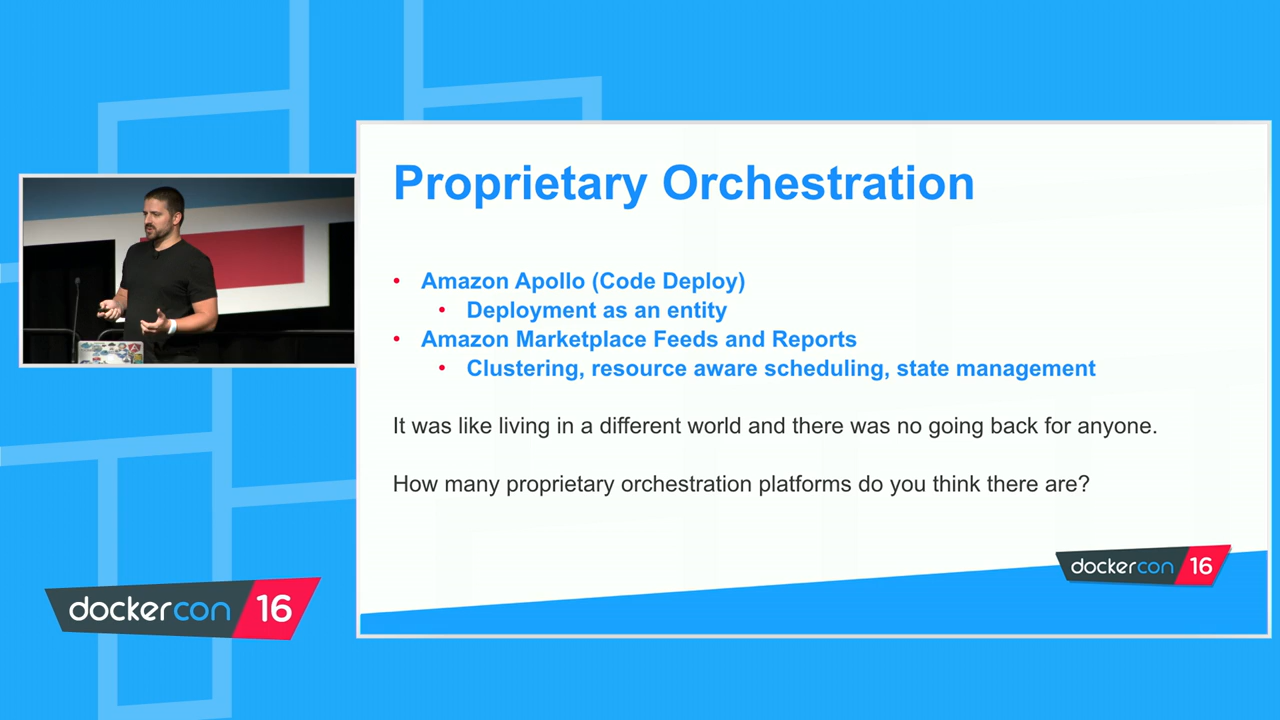 Proprietary Orchestration
• Amazon Apollo (Code Deploy)
• Deployment as an entity
• Amazon Marketplace Feeds and Reports
• Clustering, resource aware scheduling, state management
It was like living in a different world and there was no going back for anyone.
How many proprietary orchestration platforms do you think there are?
dockercon 16
dockercon 16